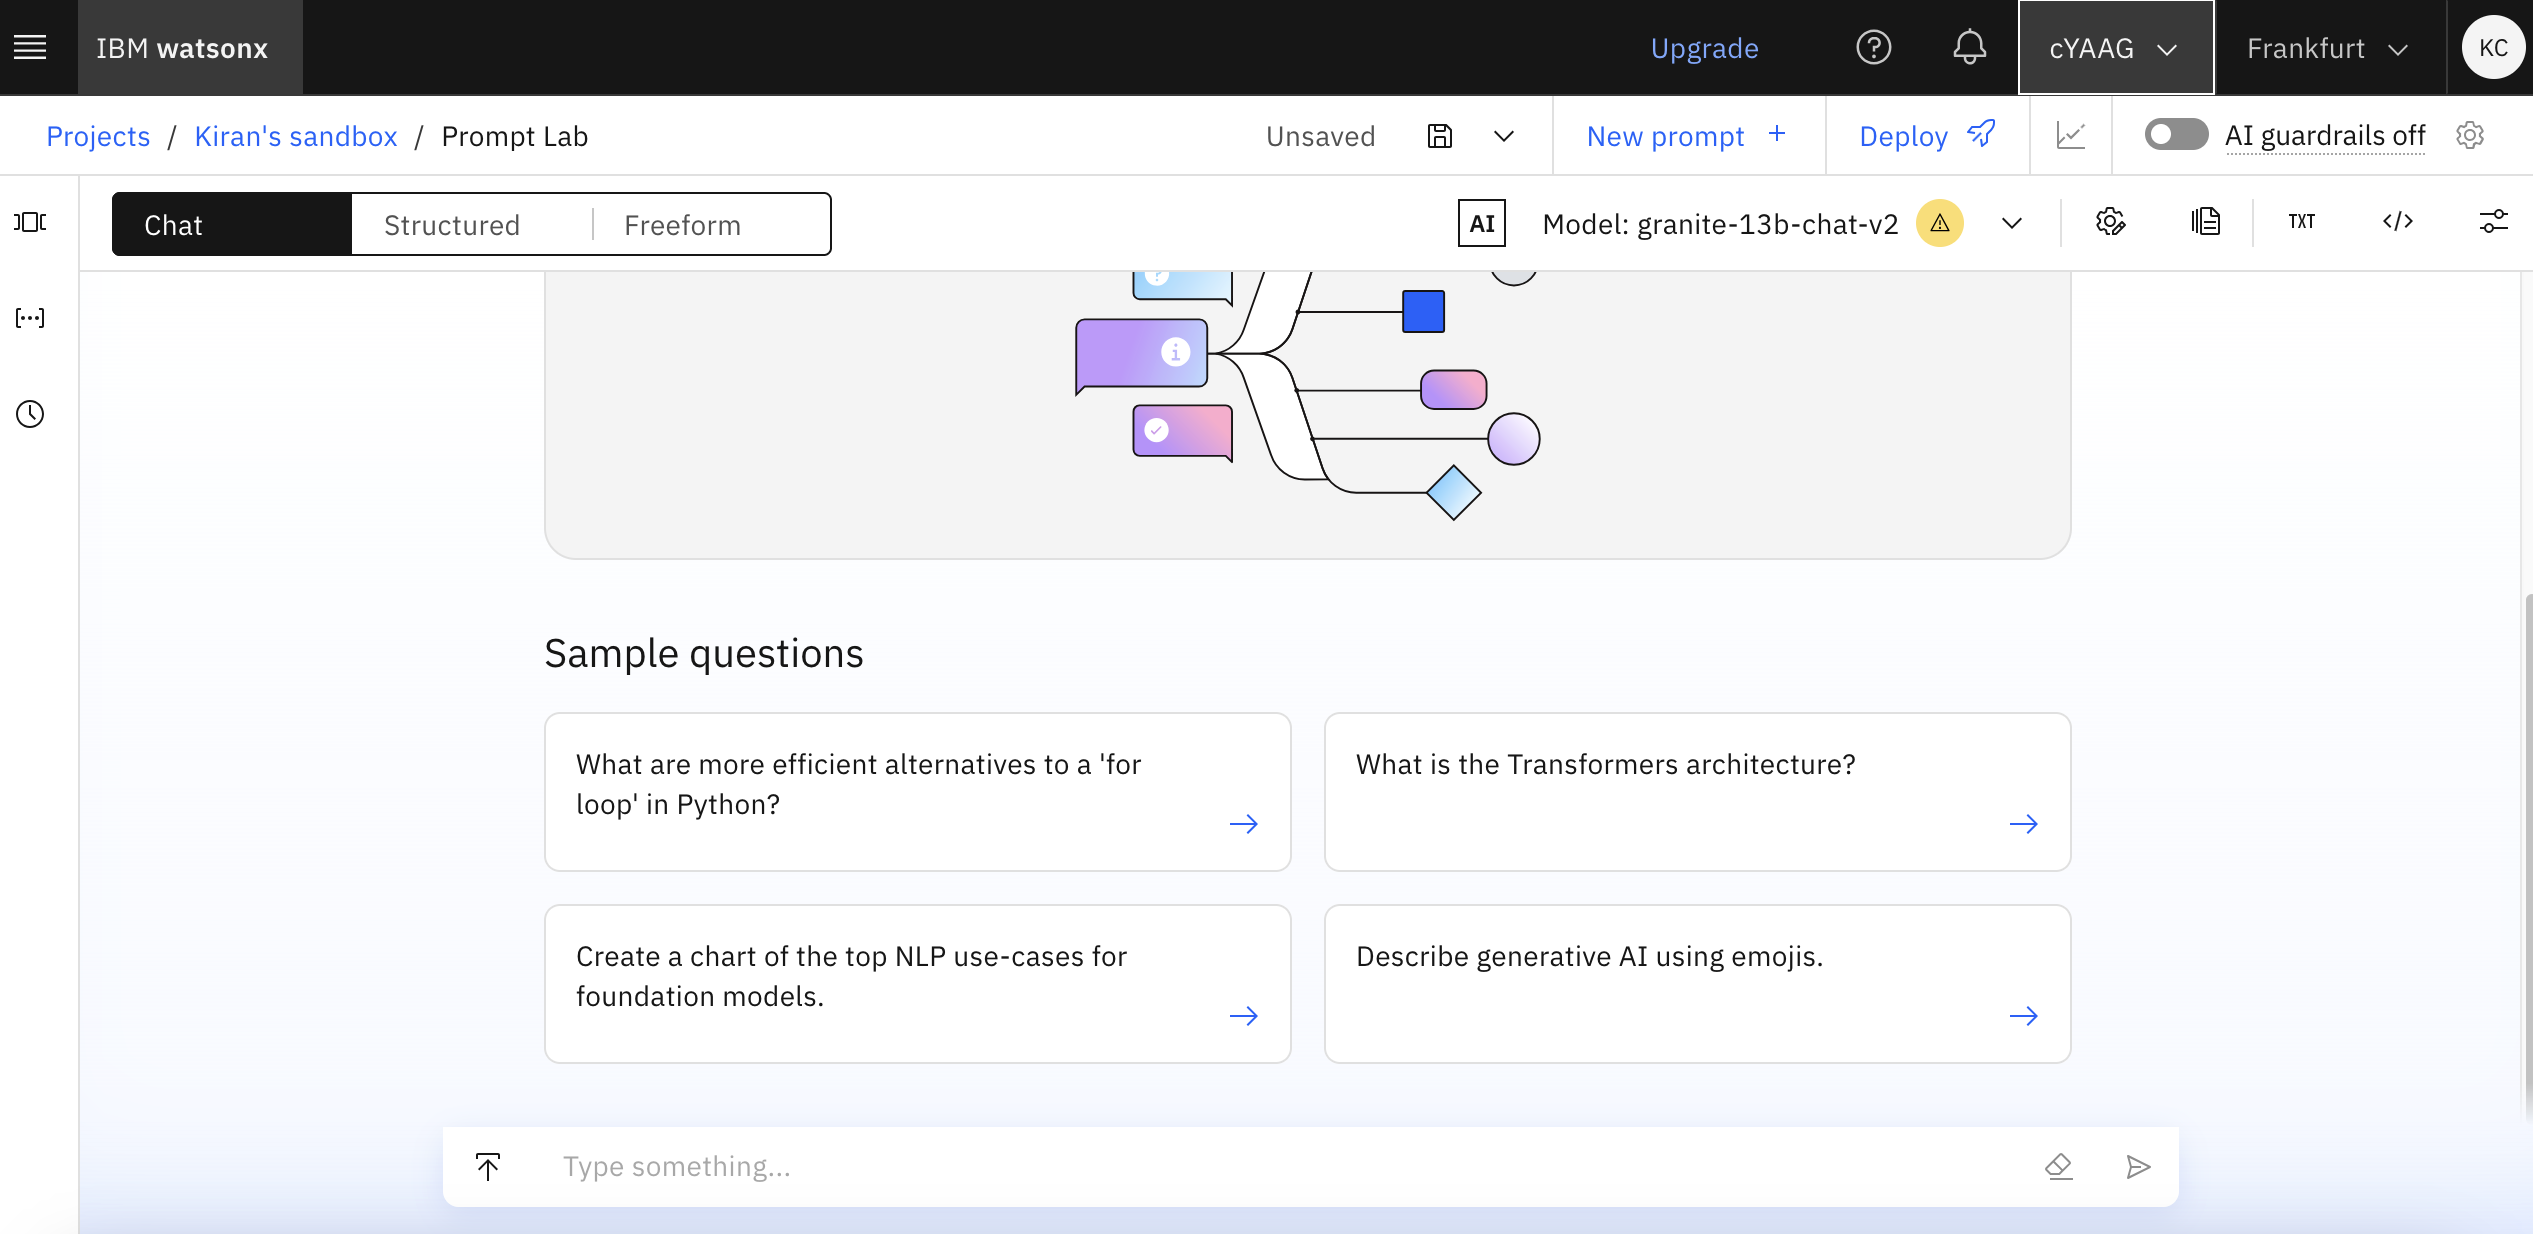 IBM watsonx
Upgrade
cYAAG
Frankfurt
KC
Projects / Kiran's sandbox / Prompt Lab
Unsaved
New prompt +
Deploy
AI guardrails off
Chat
Structured
Freeform
AI
Model: granite-13b-chat-v2
TXT
Sample questions
What are more efficient alternatives to a 'for
loop' in Python?
What is the Transformers architecture?
Create a chart of the top NLP use-cases for
foundation models.
Describe generative AI using emojis.
Type something...